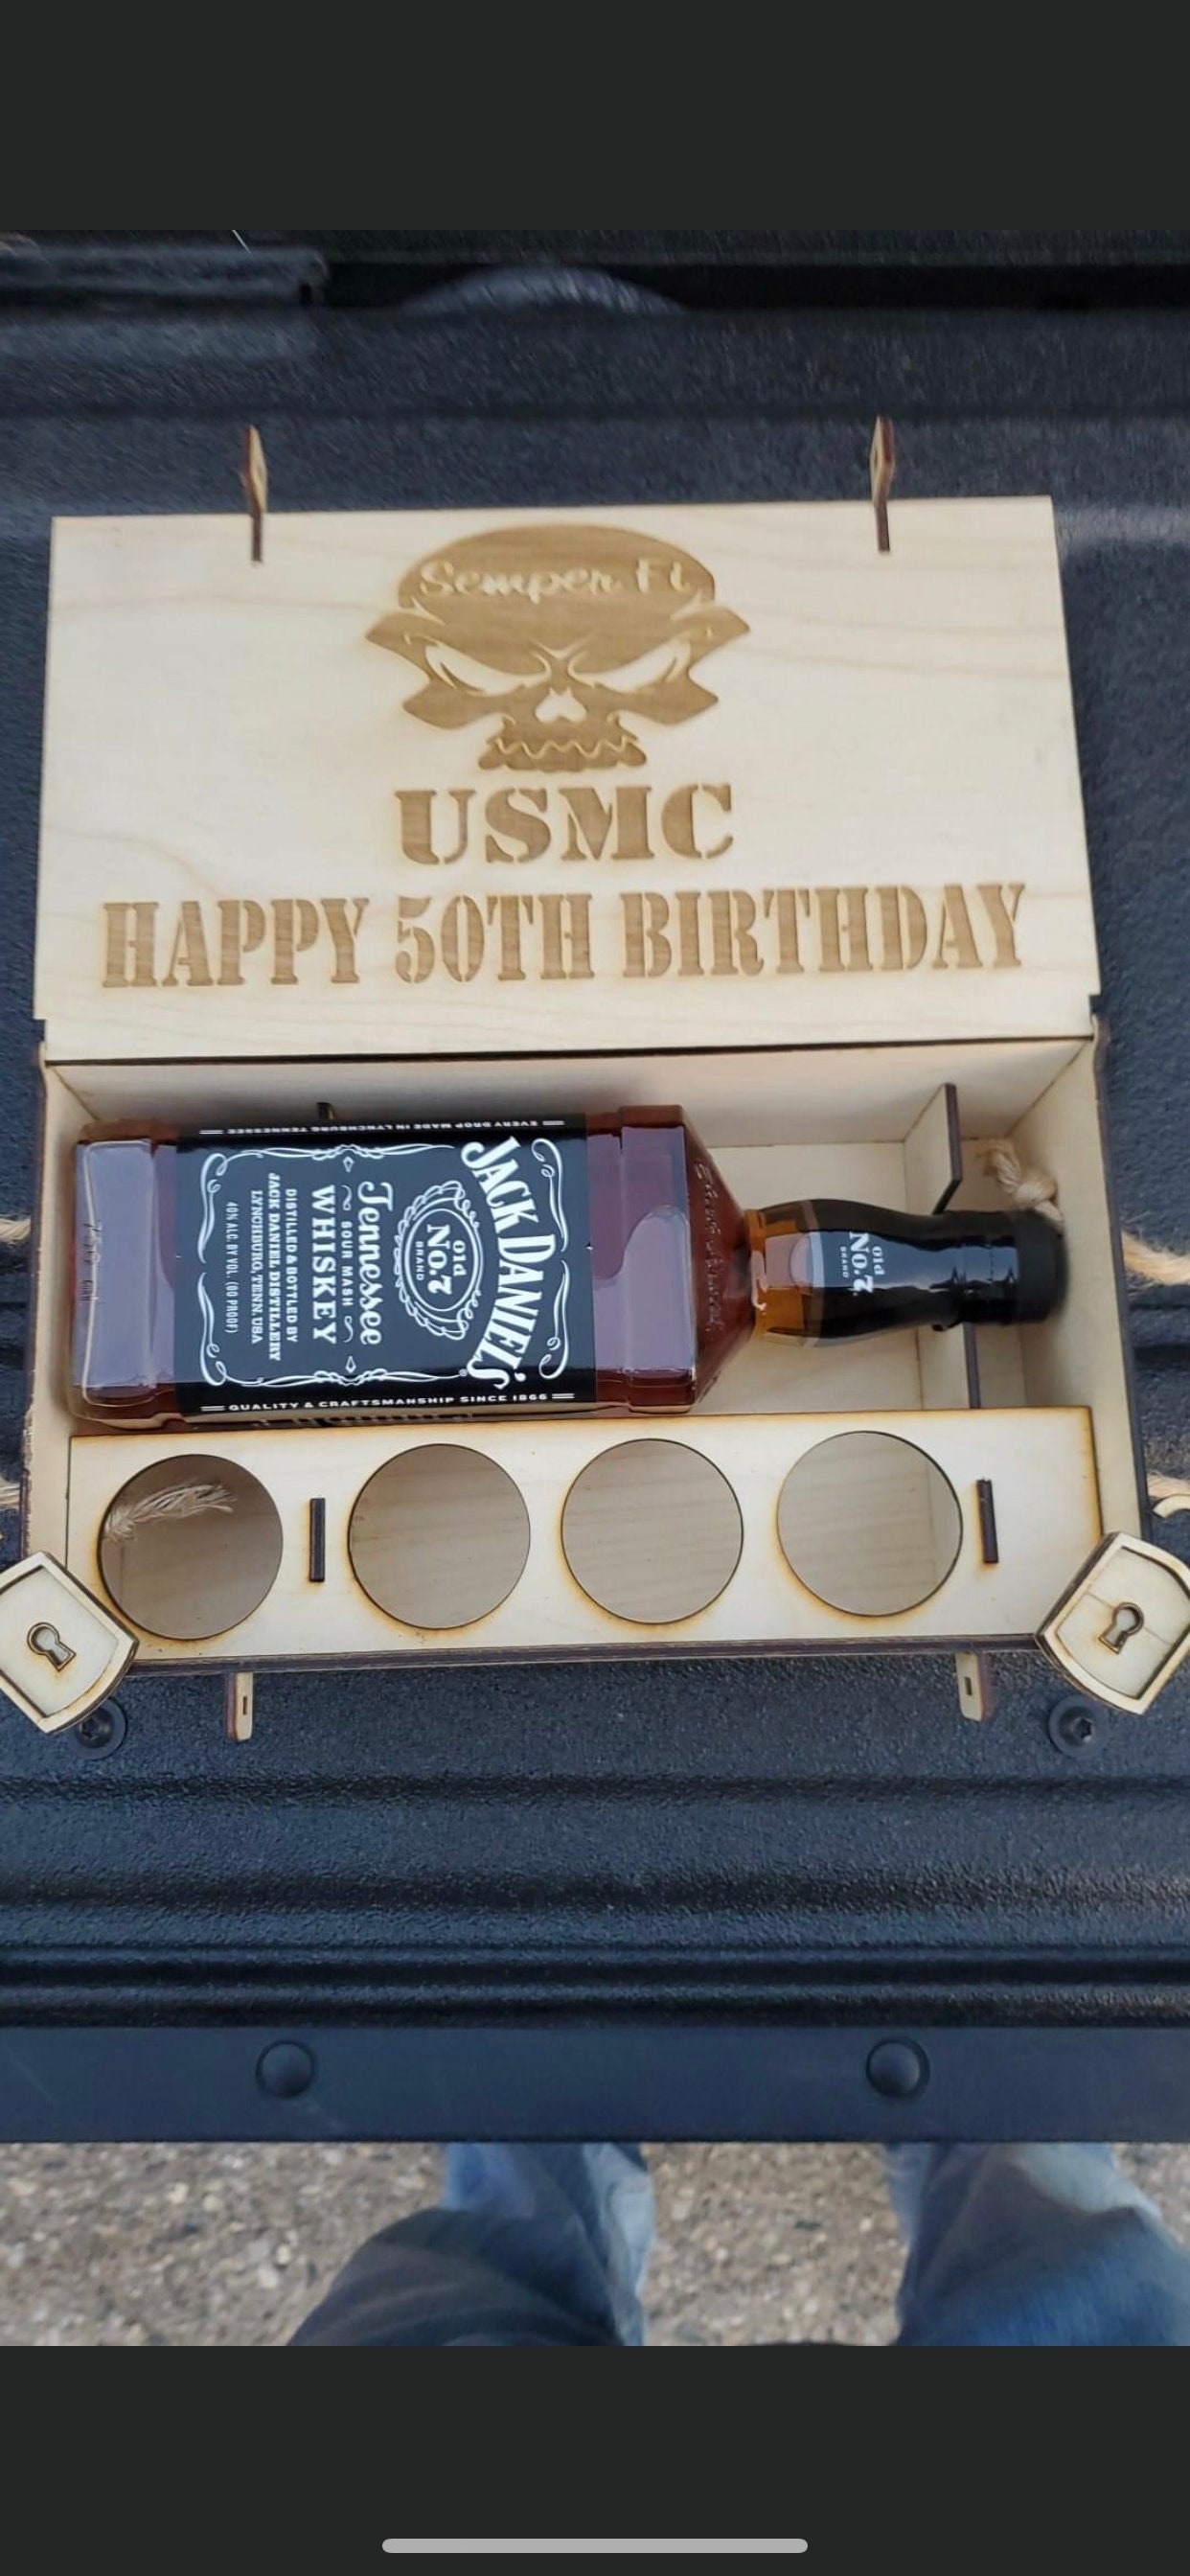 Semper Fi
USMC
HAPPY 50TH BIRTHDAY
EVERY DROP MADE IN LYNCHBURG TENNESSEE
JACK DANIEL'S
Old
No.7
BRAND
Tennessee
SOUR MASH
WHISKEY
DISTILLED & BOTTLED BY
JACK DANIEL DISTILLERY
LYNCHBURG, TENN. USA
40% ALC. BY VOL. (80 PROOF)
QUALITY & CRAFTSMANSHIP SINCE 1866
Old
No.7
BRAND
750 ml